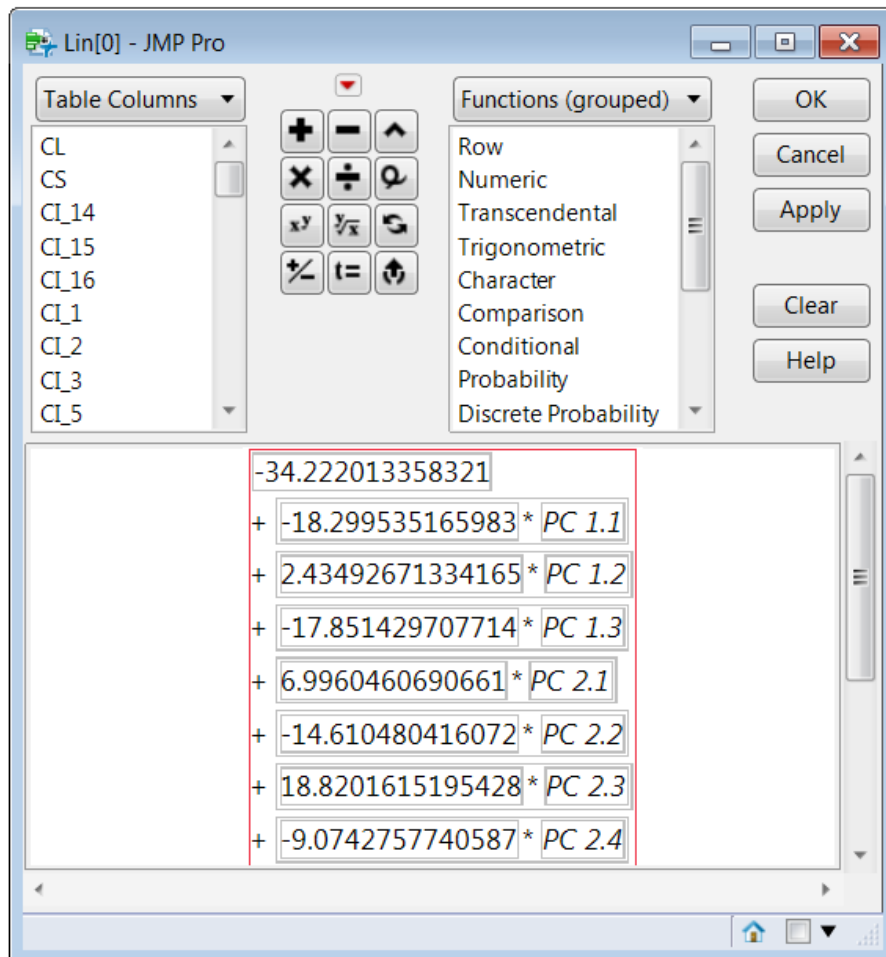 Lin[0] - JMP Pro
Table Columns
CL
CS
CI_14
CI_15
CI_16
CI_1
CI_2
CI_3
CI_5
xʸ ʸ√x
t=
Functions (grouped)
Row
Numeric
Transcendental
Trigonometric
Character
Comparison
Conditional
Probability
Discrete Probability
OK
Cancel
Apply
Clear
Help
-34.222013358321
+ -18.299535165983 * PC 1.1
+ 2.43492671334165 * PC 1.2
+ -17.851429707714 * PC 1.3
+ 6.9960460690661 * PC 2.1
+ -14.610480416072 * PC 2.2
+ 18.8201615195428 * PC 2.3
+ -9.0742757740587 * PC 2.4